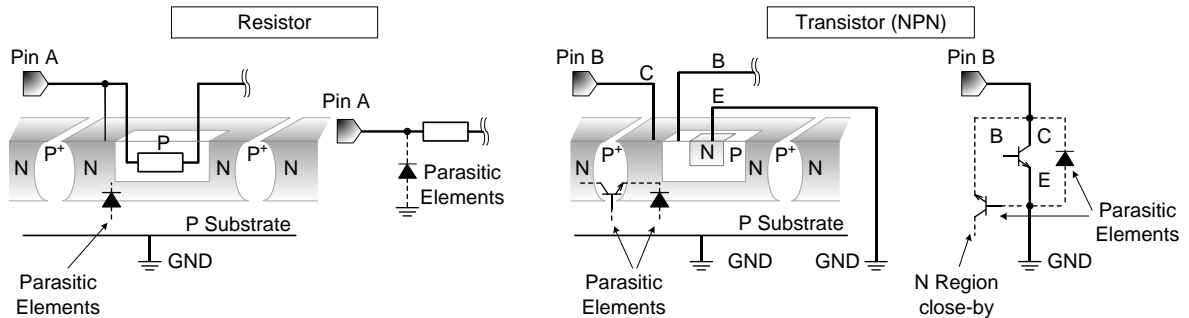 Resistor
Transistor (NPN)
Pin A
Pin B
C
B
E
Pin B
Pin A
N
P+
N
P
P+
N
N
P+
N
N
P
P+
N
B
C
E
Parasitic
Elements
P Substrate
P Substrate
Parasitic
Elements
GND
GND
GND
GND
Parasitic
Elements
Parasitic
Elements
N Region
close-by